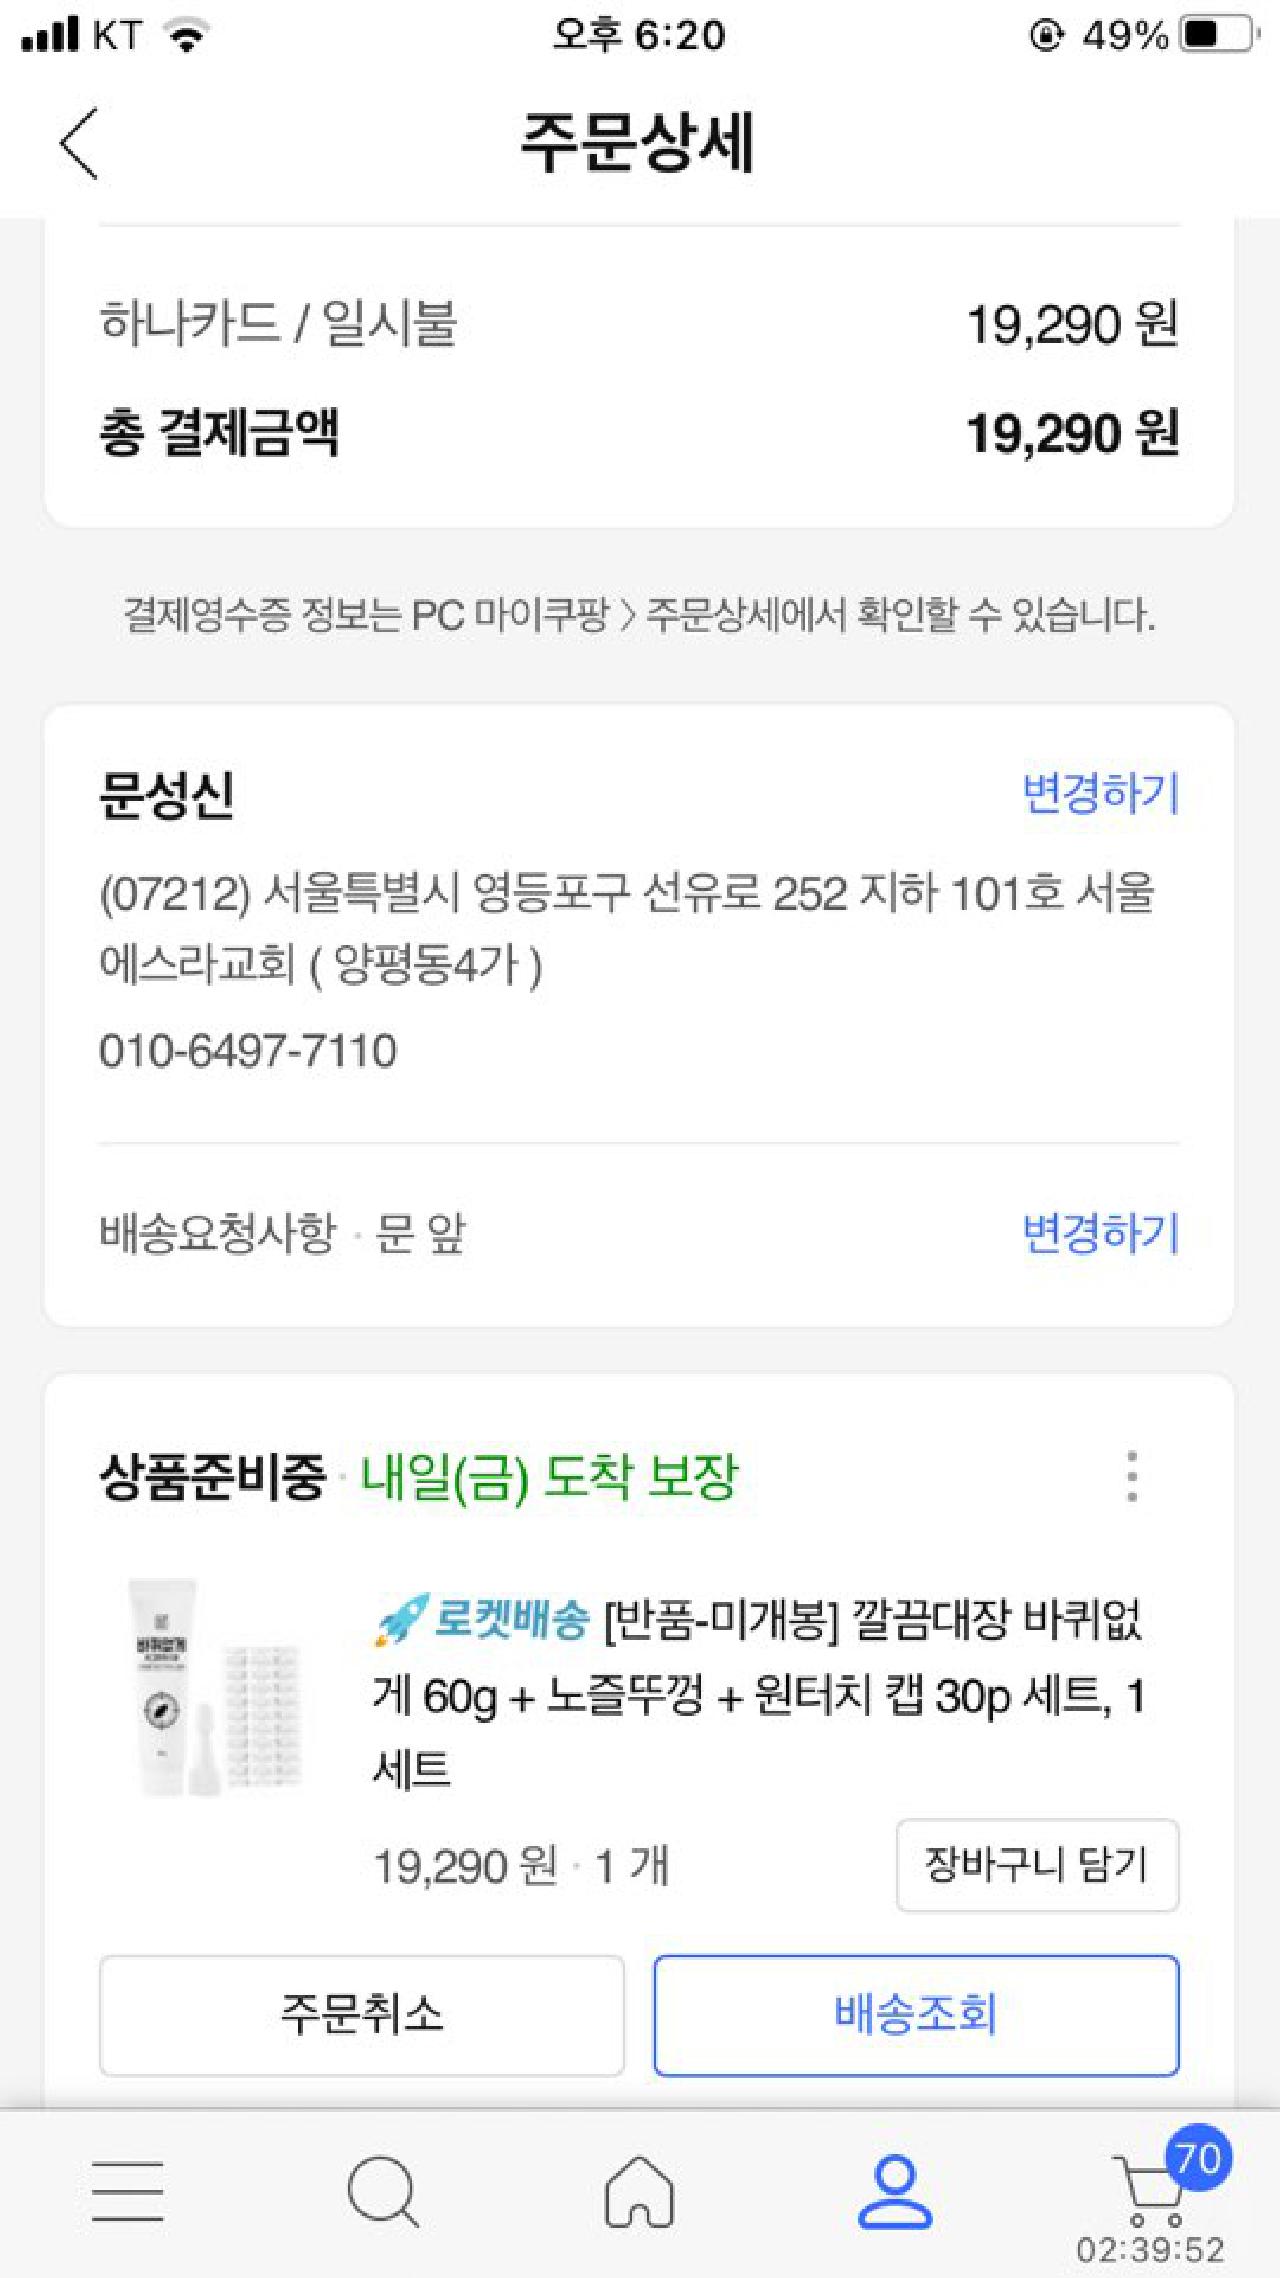 KT 오후 6:20 49%
주문상세
하나카드 / 일시불 19,290 원
총 결제금액 19,290 원
결제영수증 정보는 PC 마이쿠팡 〉 주문상세에서 확인할 수 있습니다.
문성신 변경하기
(07212) 서울특별시 영등포구 선유로 252 지하 101호 서울
에스라교회 ( 양평동4가 )
010-6497-7110
배송요청사항 · 문 앞 변경하기
상품준비중 · 내일(금) 도착 보장
바퀴없게
로켓배송 [반품-미개봉] 깔끔대장 바퀴없
게 60g + 노즐뚜껑 + 원터치 캡 30p 세트, 1
세트
19,290 원 · 1 개 장바구니 담기
주문취소 배송조회
70
02:39:52